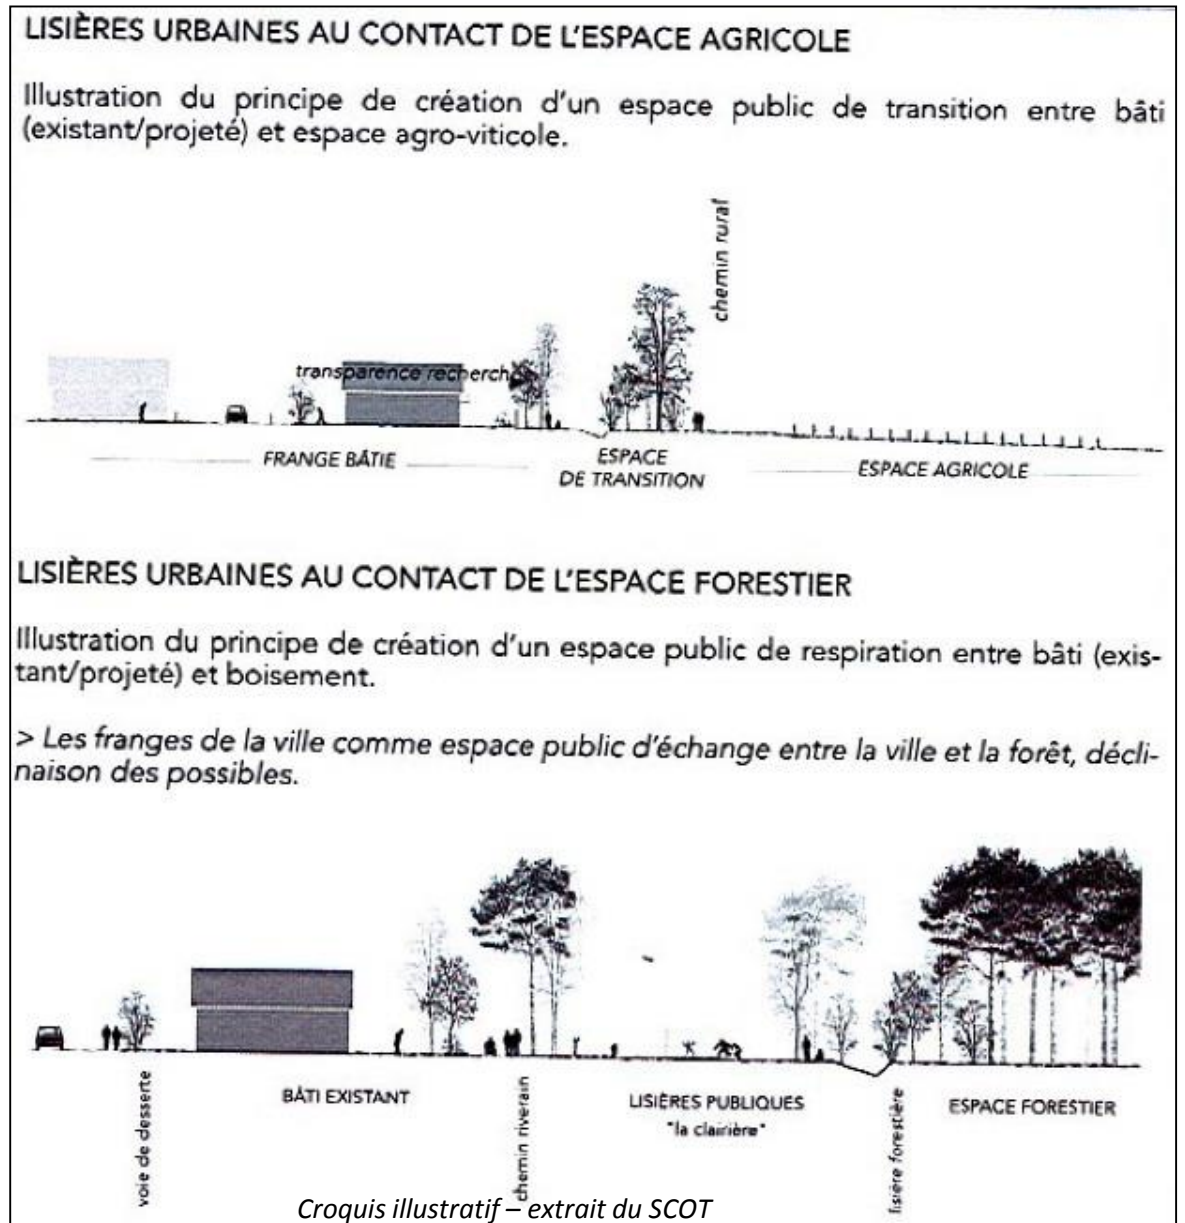 LISIÈRES URBAINES AU CONTACT DE L'ESPACE AGRICOLE
Illustration du principe de création d'un espace public de transition entre bâti
(existant/projeté) et espace agro-viticole.
chemin rural
transparence recherchée
FRANGE BÂTIE
ESPACE
DE TRANSITION
ESPACE AGRICOLE
LISIÈRES URBAINES AU CONTACT DE L'ESPACE FORESTIER
Illustration du principe de création d'un espace public de respiration entre bâti (exis-
tant/projeté) et boisement.
> Les franges de la ville comme espace public d'échange entre la ville et la forêt, décli-
naison des possibles.
voie de desserte
BÂTI EXISTANT
chemin riverain
LISIÈRES PUBLIQUES
"la clairière"
lisière forestière
ESPACE FORESTIER
Croquis illustratif – extrait du SCOT